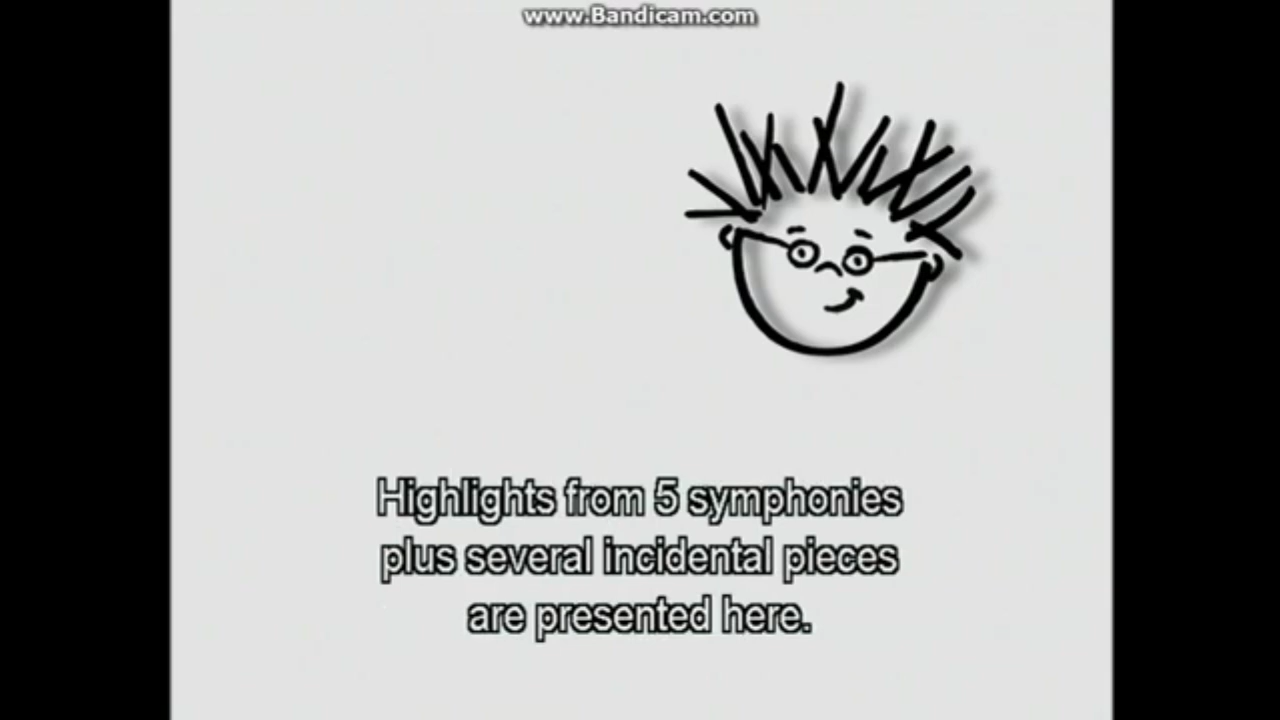 www.Bandicam.com
Highlights from 5 symphonies
plus several incidental pieces
are presented here.